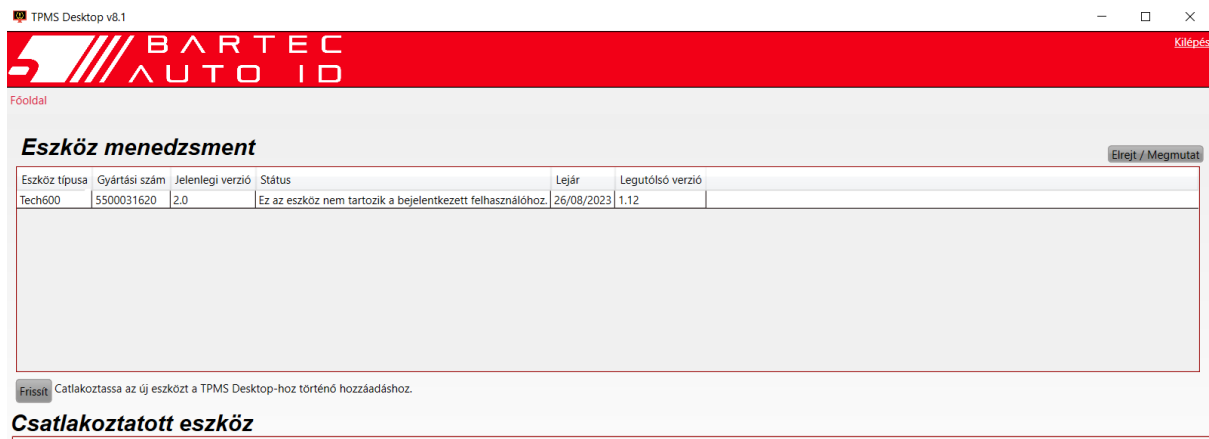 TPMS Desktop v8.1
BARTEC
AUTO ID
Kilépés
Főoldal
Eszköz menedzsment
Elrejt / Megmutat
Eszköz típusa Gyártási szám Jelenlegi verzió Státus Lejár Legutólsó verzió
Tech600 5500031620 2.0 Ez az eszköz nem tartozik a bejelentkezett felhasználóhoz. 26/08/2023 1.12
Frissít Catlakoztassa az új eszközt a TPMS Desktop-hoz történő hozzáadáshoz.
Csatlakoztatott eszköz